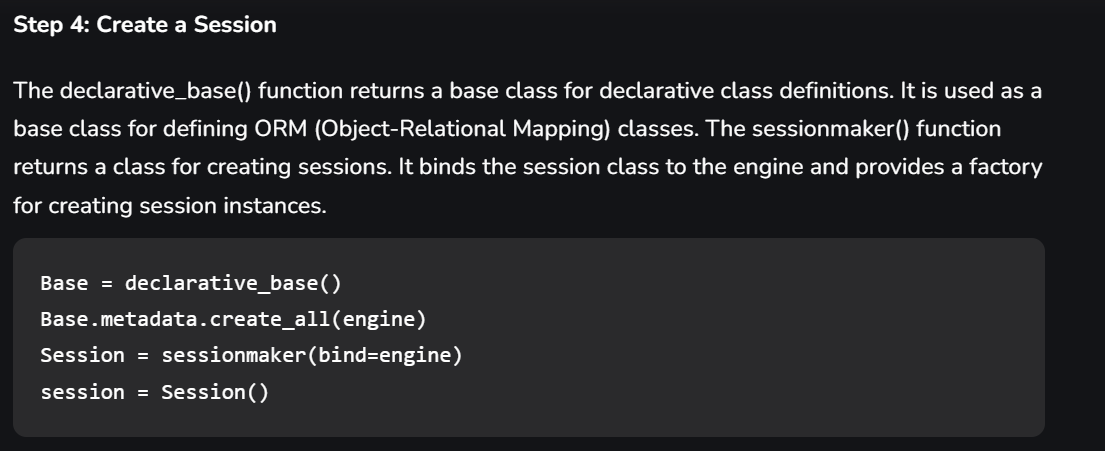 Step 4: Create a Session
The declarative_base() function returns a base class for declarative class definitions. It is used as a
base class for defining ORM (Object-Relational Mapping) classes. The sessionmaker() function
returns a class for creating sessions. It binds the session class to the engine and provides a factory
for creating session instances.
Base = declarative_base()
Base.metadata.create_all(engine)
Session = sessionmaker(bind=engine)
session = Session()